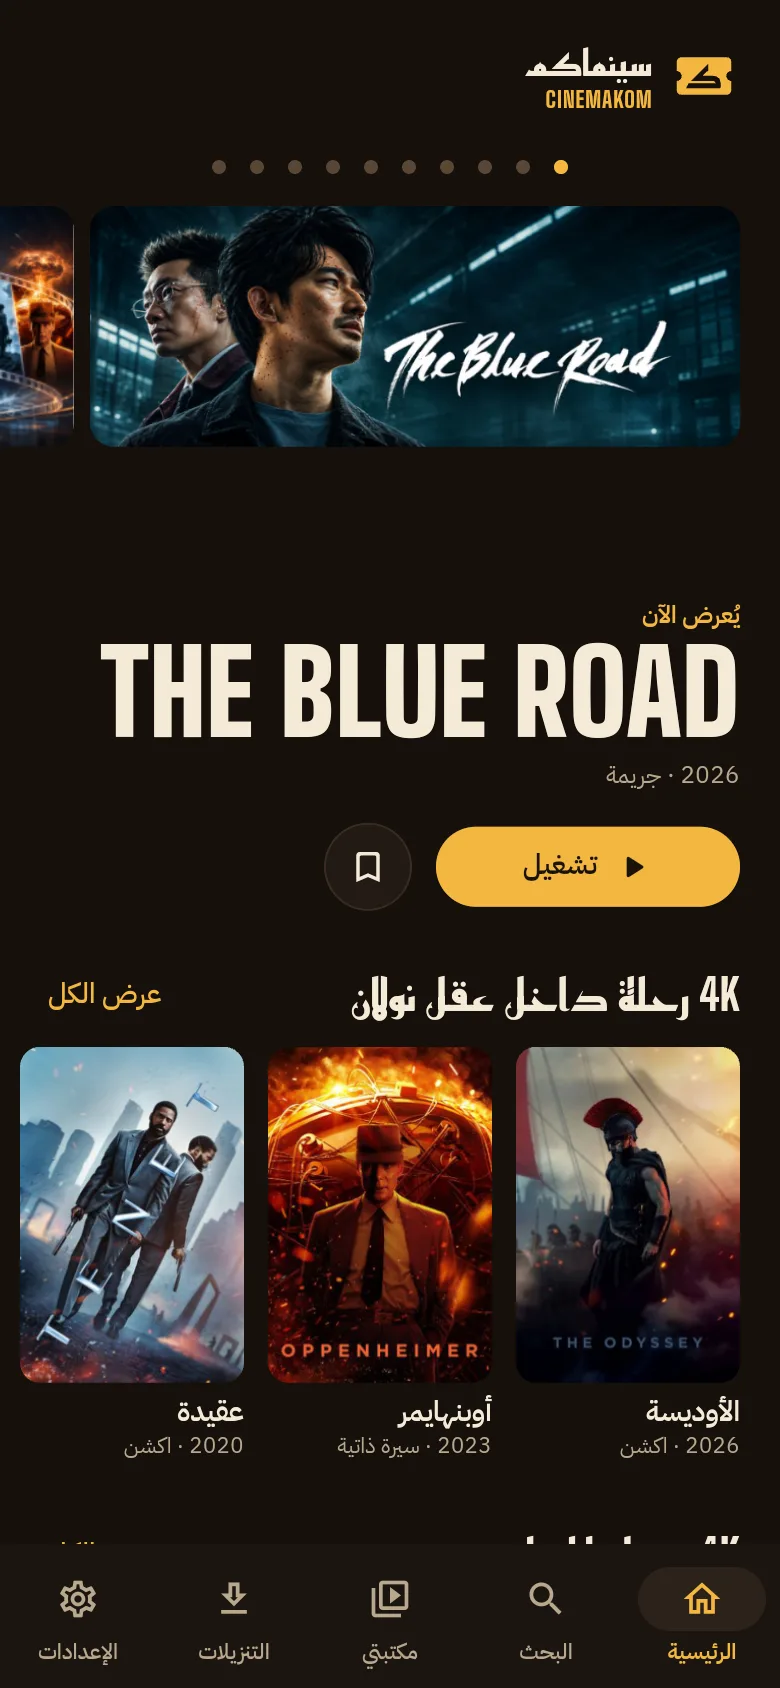 سينماكم
CINEMAKOM
The Blue Road
يُعرض الآن
THE BLUE ROAD
2026 · جريمة
تشغيل
4K رحلة داخل عقل نولان
عرض الكل
THE ODYSSEY
OPPENHEIMER
TENET
الأوديسة
أوبنهايمر
عقيدة
2026 · اكشن
2023 · سيرة ذاتية
2020 · اكشن
4K
الرئيسية
البحث
مكتبتي
التنزيلات
الإعدادات